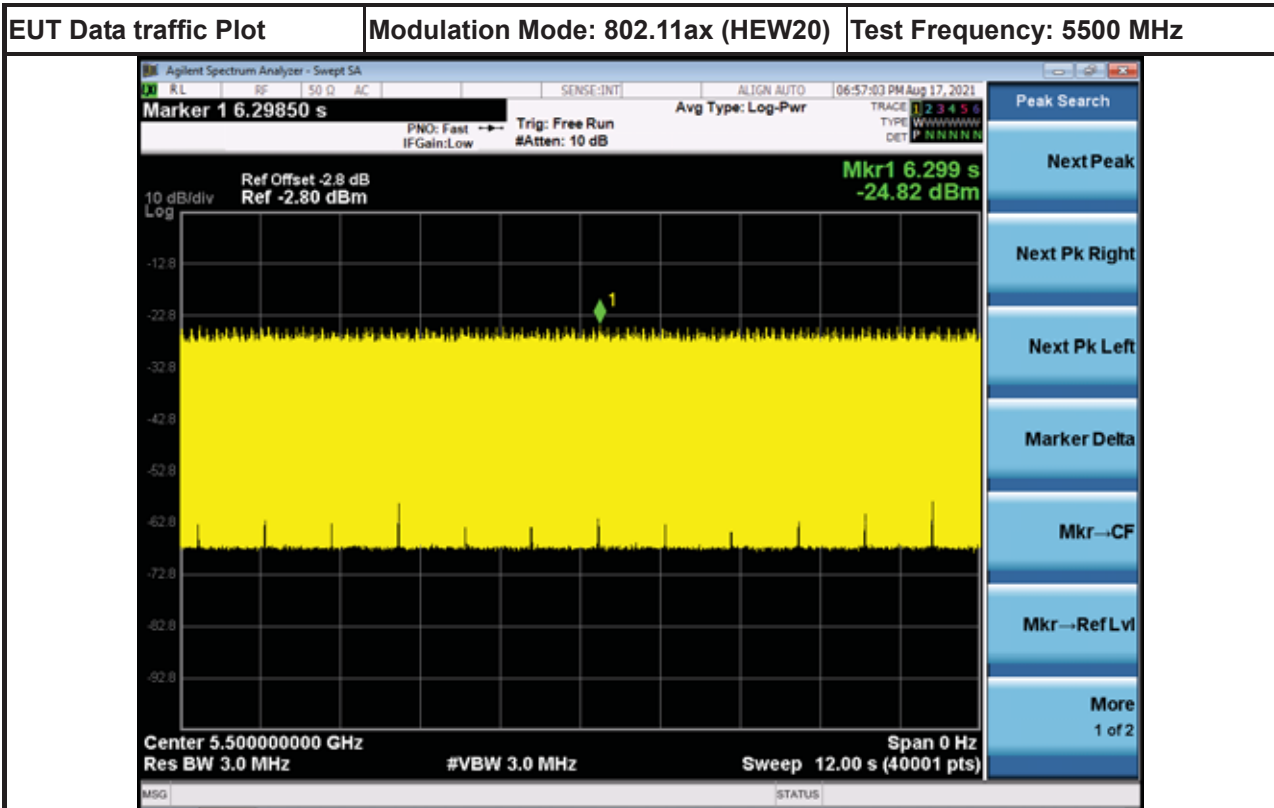 EUT Data traffic Plot
Modulation Mode: 802.11ax (HEW20)
Test Frequency: 5500 MHz
Agilent Spectrum Analyzer - Swept SA
RL RF 50 Ω AC SENSE:INT ALIGN AUTO 06:57:03 PM Aug 17, 2021
Marker 1 6.29850 s
PNO: Fast
IFGain:Low
Trig: Free Run
#Atten: 10 dB
Avg Type: Log-Pwr
TRACE 1 2 3 4 5 6
TYPE WWWWWW
DET P N N N N N
Peak Search
Mkr1 6.299 s
-24.82 dBm
Ref Offset -2.8 dB
10 dB/div Ref -2.80 dBm
Log
-12.8
-22.8
-32.8
-42.8
-52.8
-62.8
-72.8
-82.8
-92.8
1
Center 5.500000000 GHz
Span 0 Hz
Res BW 3.0 MHz
#VBW 3.0 MHz
Sweep 12.00 s (40001 pts)
MSG
STATUS
Next Peak
Next Pk Right
Next Pk Left
Marker Delta
Mkr→CF
Mkr→Ref Lvl
More
1 of 2